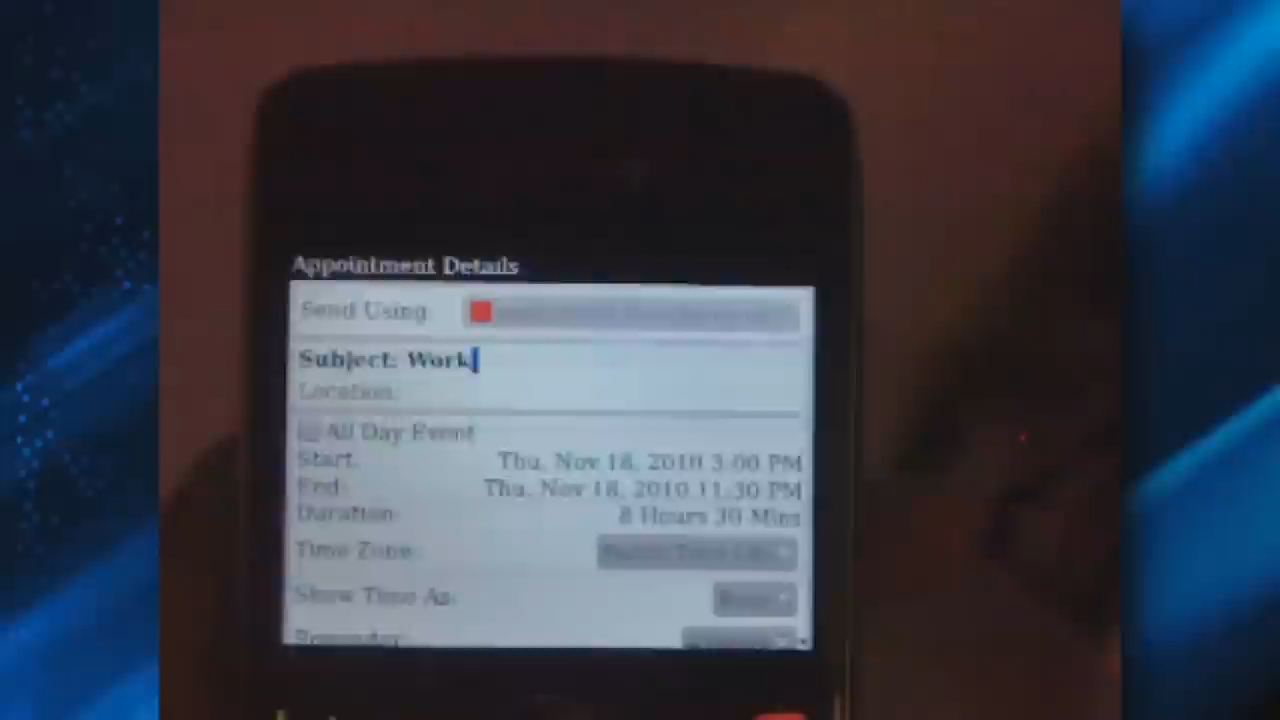 Appointment Details
Send Using
Subject: Work
Location:
All Day Event
Start: Thu, Nov 18, 2010 3:00 PM
End: Thu, Nov 18, 2010 11:30 PM
Duration: 8 Hours 30 Mins
Time Zone:
Show Time As:
Reminder: